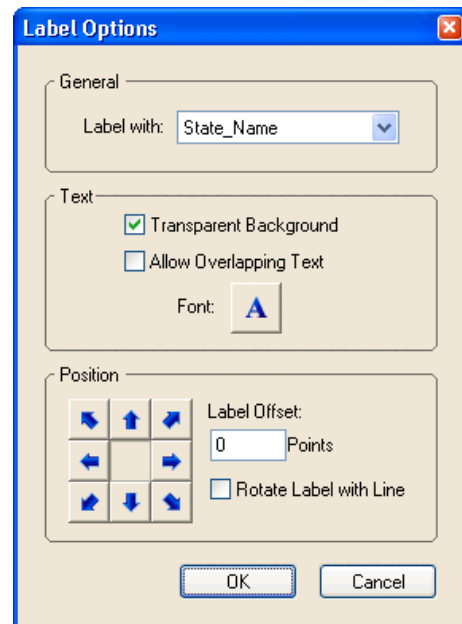 Label Options
General
Label with: State_Name
Text
Transparent Background
Allow Overlapping Text
Font: A
Position
Label Offset:
0 Points
Rotate Label with Line
OK Cancel